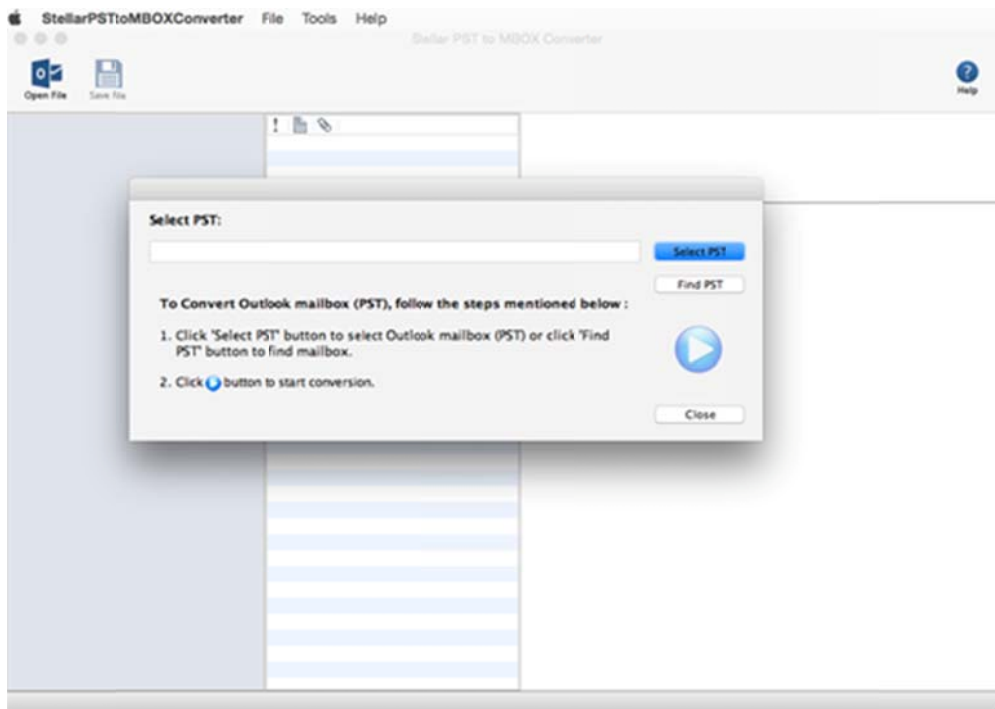 StellarPSTtoMBOXConverter File Tools Help
Stellar PST to MBOX Converter
Open File Save File Help
!
Select PST:
Select PST
Find PST
To Convert Outlook mailbox (PST), follow the steps mentioned below :
1. Click "Select PST" button to select Outlook mailbox (PST) or click "Find
PST" button to find mailbox.
2. Click button to start conversion.
Close